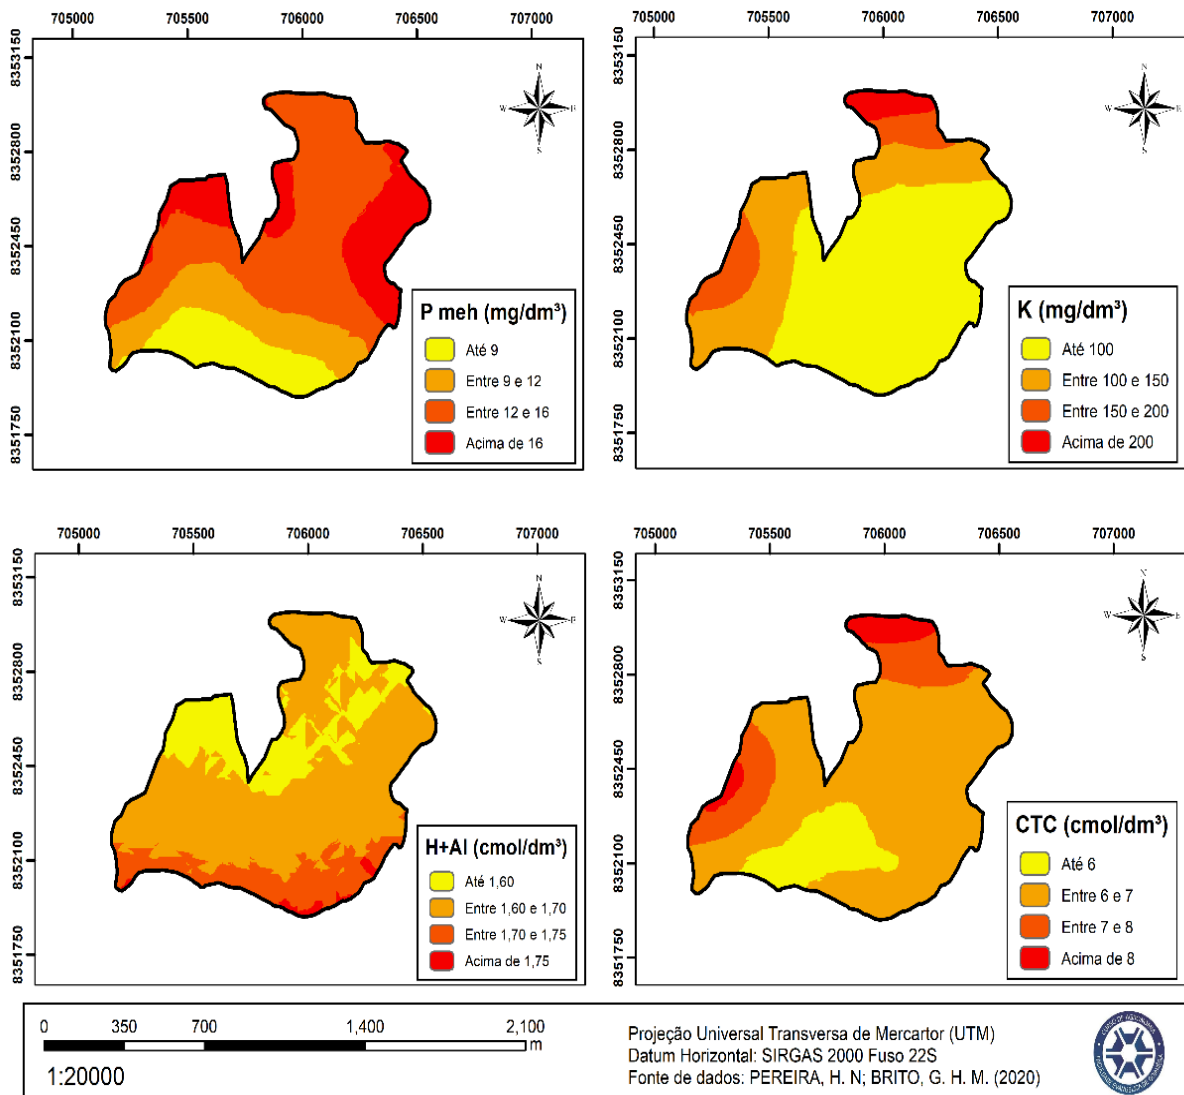 705000 705500 706000 706500 707000
8353150
8352800
8352450
8352100
8351750
N
W E
S
P meh (mg/dm³)
Até 9
Entre 9 e 12
Entre 12 e 16
Acima de 16
705000 705500 706000 706500 707000
8353150
8352800
8352450
8352100
8351750
N
W E
S
K (mg/dm³)
Até 100
Entre 100 e 150
Entre 150 e 200
Acima de 200
705000 705500 706000 706500 707000
8353150
8352800
8352450
8352100
8351750
N
W E
S
H+Al (cmol/dm³)
Até 1,60
Entre 1,60 e 1,70
Entre 1,70 e 1,75
Acima de 1,75
705000 705500 706000 706500 707000
8353150
8352800
8352450
8352100
8351750
N
W E
S
CTC (cmol/dm³)
Até 6
Entre 6 e 7
Entre 7 e 8
Acima de 8
0 350 700 1,400 2,100
m
1:20000
Projeção Universal Transversa de Mercartor (UTM)
Datum Horizontal: SIRGAS 2000 Fuso 22S
Fonte de dados: PEREIRA, H. N; BRITO, G. H. M. (2020)
CURSO DE AGRONOMIA